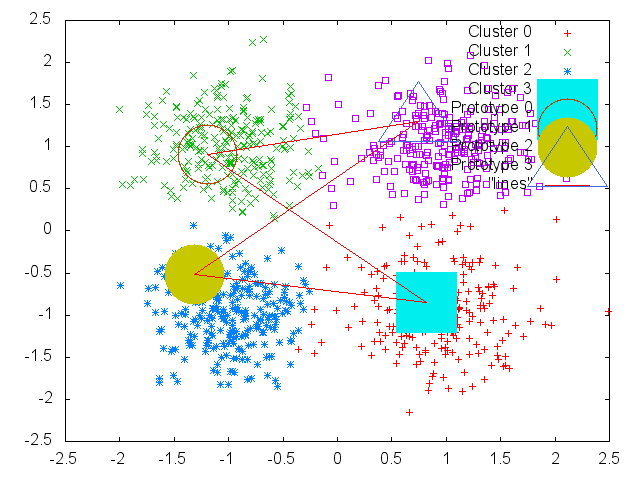 2.5
2
1.5
1
0.5
0
-0.5
-1
-1.5
-2
-2.5
-2.5
-2
-1.5
-1
-0.5
0
0.5
1
1.5
2
2.5
Cluster 0
Cluster 1
Cluster 2
Cluster 3
Prototype 0
Prototype 1
Prototype 2
Prototype 3
"lines"